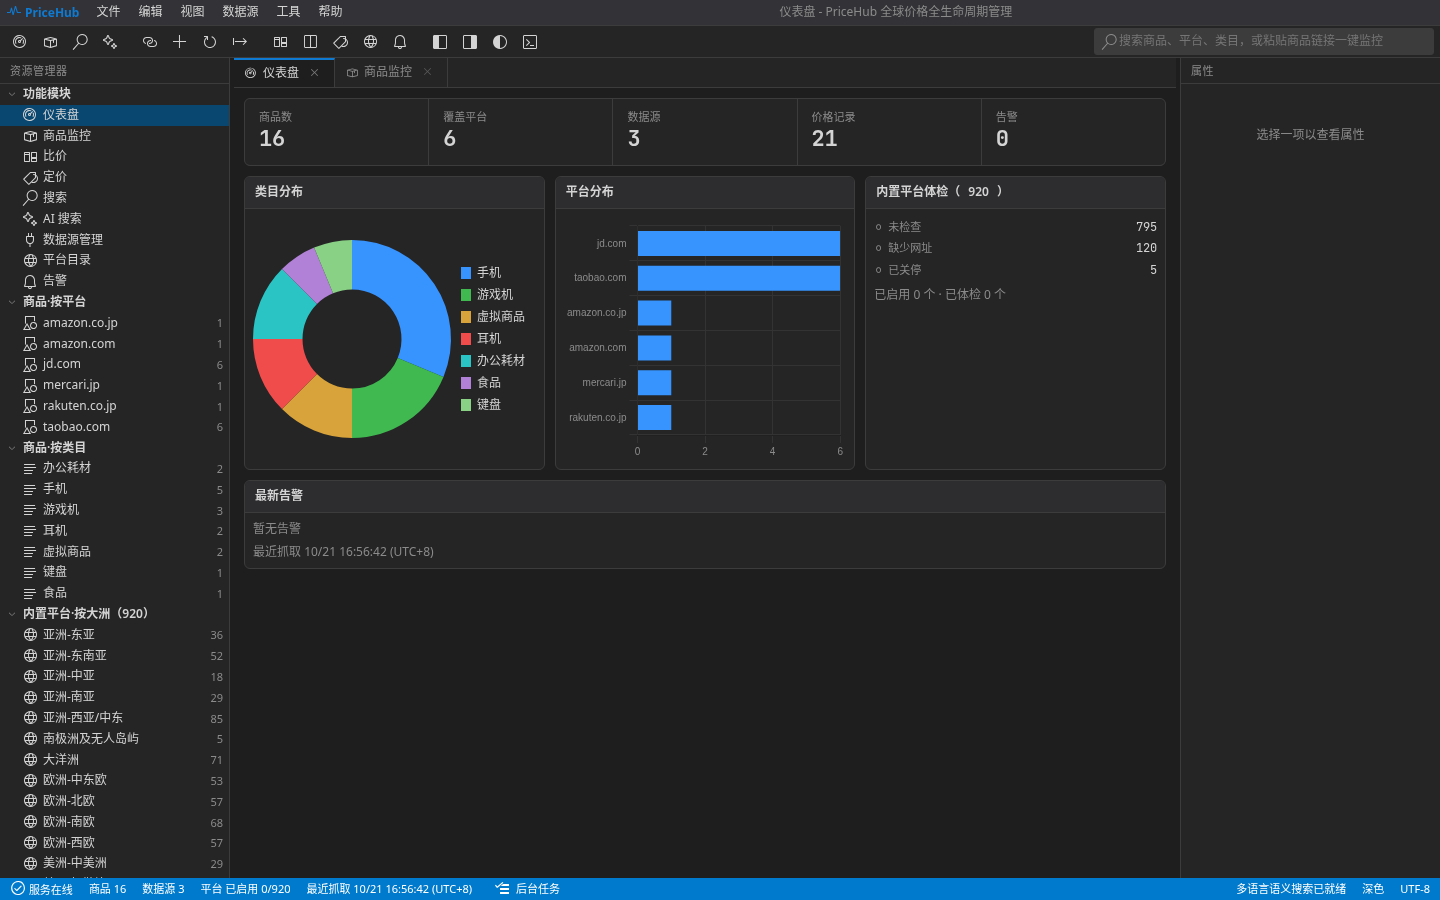 PriceHub 文件 编辑 视图 数据源 工具 帮助 仪表盘 - PriceHub 全球价格全生命周期管理
搜索商品、平台、类目，或粘贴商品链接一键监控
资源管理器
功能模块
仪表盘
商品监控
比价
定价
搜索
AI 搜索
数据源管理
平台目录
告警
商品·按平台
amazon.co.jp 1
amazon.com 1
jd.com 6
mercari.jp 1
rakuten.co.jp 1
taobao.com 6
商品·按类目
办公耗材 2
手机 5
游戏机 3
耳机 2
虚拟商品 2
键盘 1
食品 1
内置平台·按大洲（920）
亚洲-东亚 36
亚洲-东南亚 52
亚洲-中亚 18
亚洲-南亚 29
亚洲-西亚/中东 85
南极洲及无人岛屿 5
大洋洲 71
欧洲-中东欧 53
欧洲-北欧 57
欧洲-南欧 68
欧洲-西欧 57
美洲-中美洲 29
仪表盘 商品监控
商品数 覆盖平台 数据源 价格记录 告警
16 6 3 21 0
类目分布
手机
游戏机
虚拟商品
耳机
办公耗材
食品
键盘
平台分布
jd.com
taobao.com
amazon.co.jp
amazon.com
mercari.jp
rakuten.co.jp
0 2 4 6
内置平台体检（ 920 ）
未检查 795
缺少网址 120
已关停 5
已启用 0 个 · 已体检 0 个
最新告警
暂无告警
最近抓取 10/21 16:56:42 (UTC+8)
属性
选择一项以查看属性
服务在线 商品 16 数据源 3 平台 已启用 0/920 最近抓取 10/21 16:56:42 (UTC+8) 后台任务 多语言语义搜索已就绪 深色 UTF-8